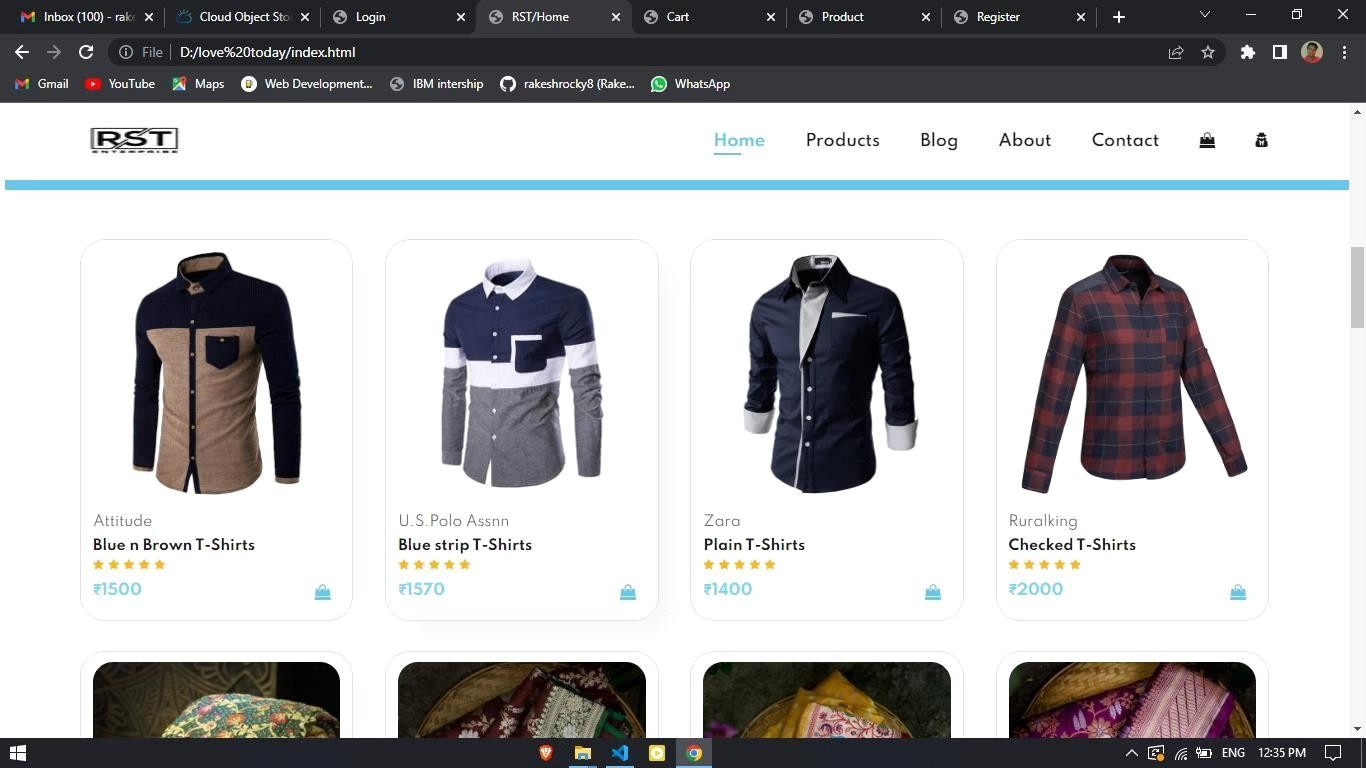 Inbox (100) - rake
Cloud Object Sto
Login
RST/Home
Cart
Product
Register
File
D:/love%20today/index.html
Gmail
YouTube
Maps
Web Development...
IBM intership
rakeshrocky8 (Rake...
WhatsApp
RST
ENTERPRISE
Home
Products
Blog
About
Contact
Attitude
Blue n Brown T-Shirts
₹1500
U.S.Polo Assnn
Blue strip T-Shirts
₹1570
Zara
Plain T-Shirts
₹1400
Ruralking
Checked T-Shirts
₹2000
ENG
12:35 PM